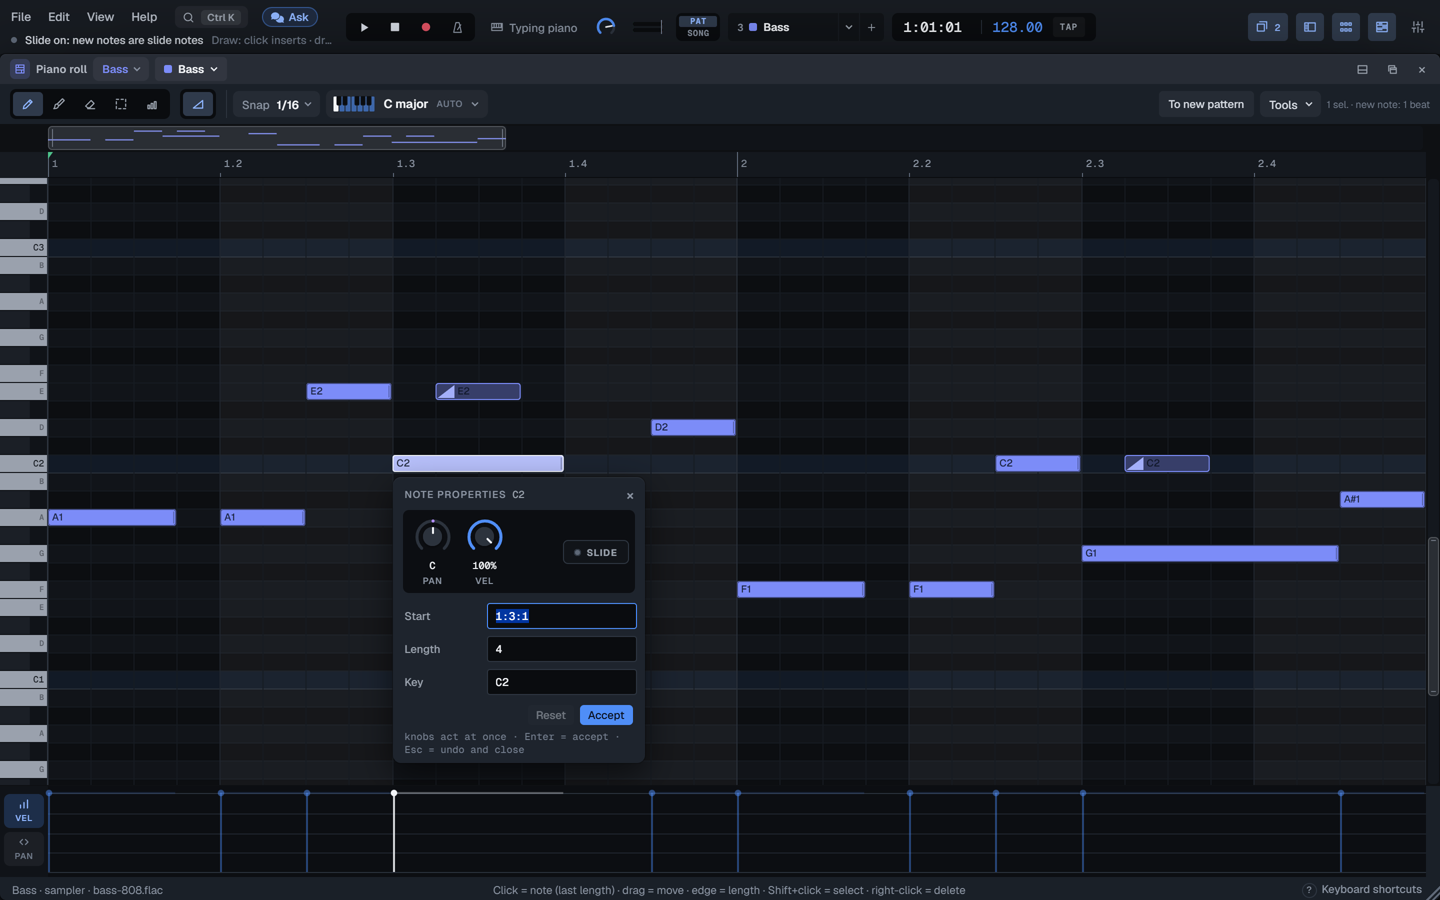 File Edit View Help Ctrl K Ask
Slide on: new notes are slide notes Draw: click inserts · dr…
Typing piano
PAT
SONG
3 Bass
1:01:01 128.00 TAP
2
Piano roll Bass Bass
Snap 1/16 C major AUTO
To new pattern Tools 1 sel. · new note: 1 beat
1 1.2 1.3 1.4 2 2.2 2.3 2.4
D
C3
B
A
G
F
E E2 E2
D D2
C2 C2 C2 C2
B
A#1
A A1 A1
G G1
F F1 F1
E
D
C1
B
A
G
NOTE PROPERTIES C2
C 100%
PAN VEL
SLIDE
Start 1:3:1
Length 4
Key C2
Reset Accept
knobs act at once · Enter = accept ·
Esc = undo and close
VEL
PAN
Bass · sampler · bass-808.flac
Click = note (last length) · drag = move · edge = length · Shift+click = select · right-click = delete
? Keyboard shortcuts